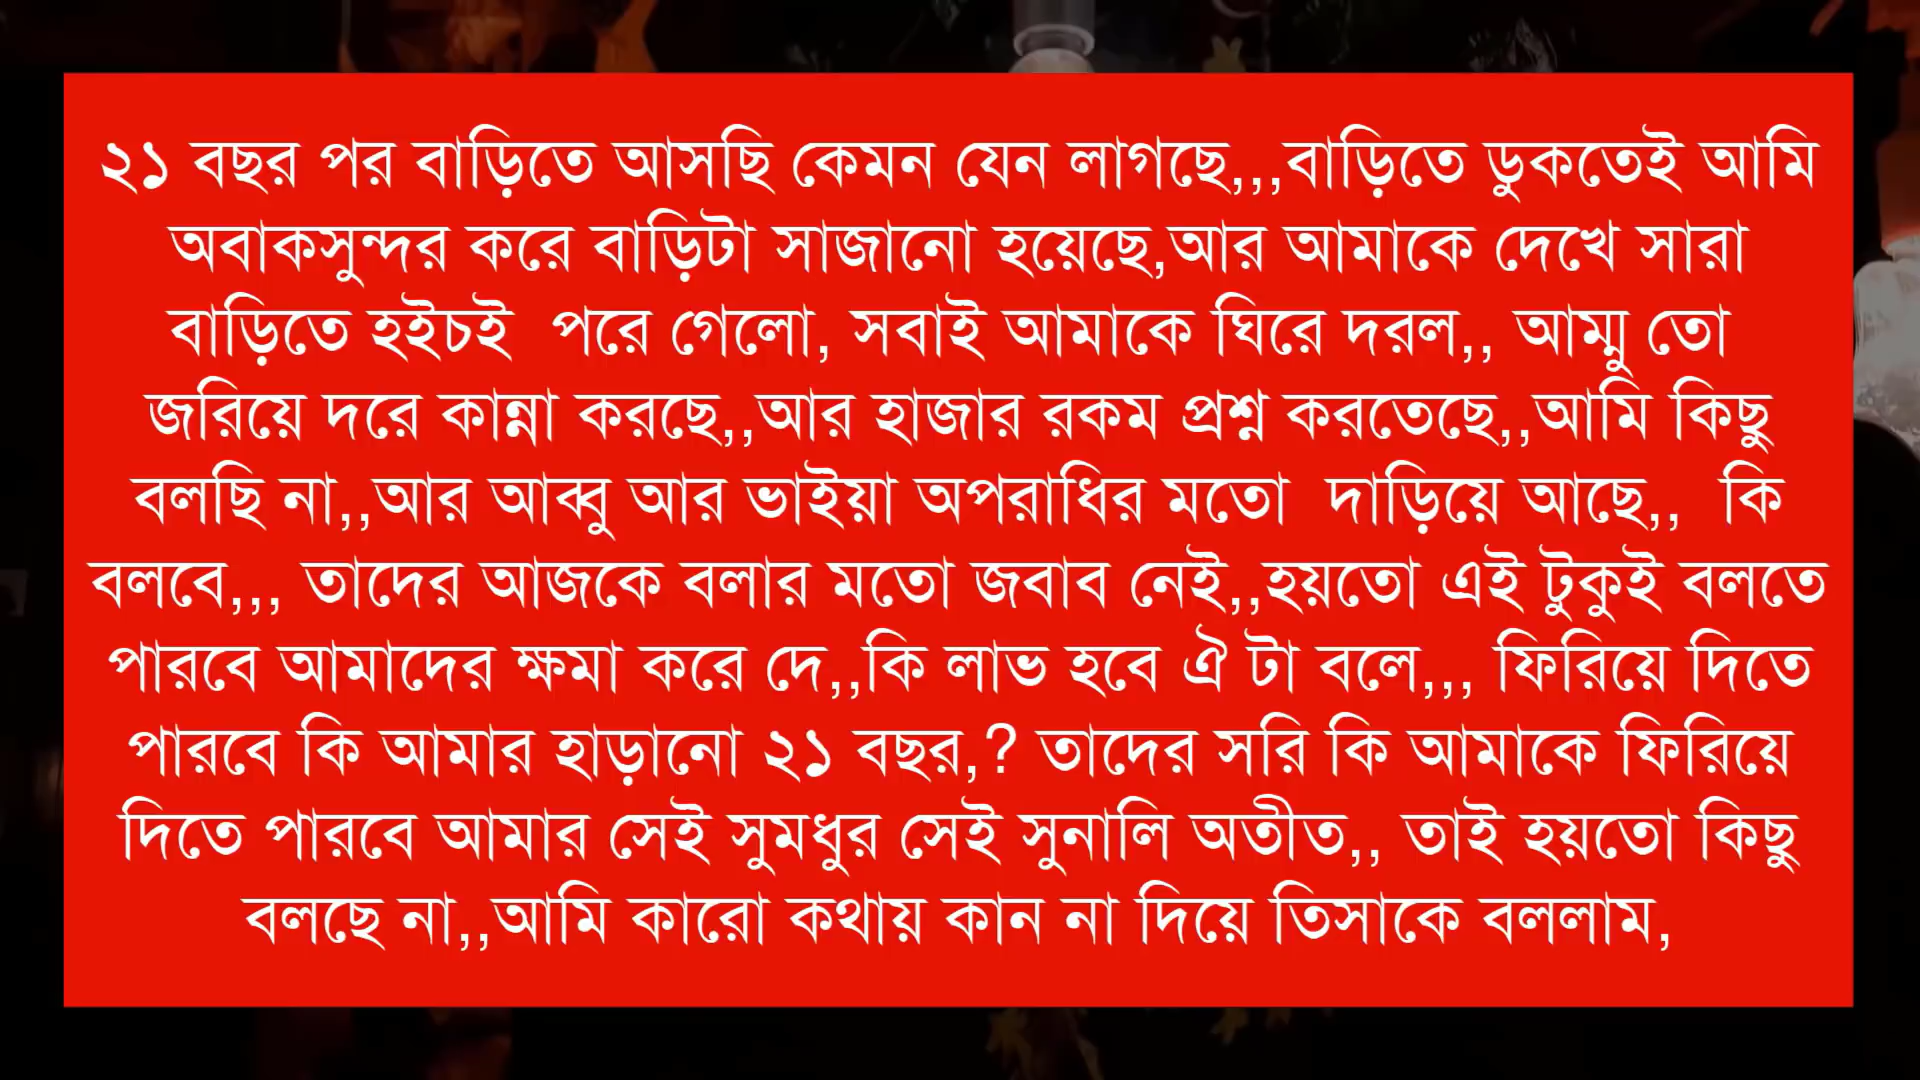 ২১ বছর পর বাড়িতে আসছি কেমন যেন লাগছে,,,বাড়িতে ডুকতেই আমি
অবাকসুন্দর করে বাড়িটা সাজানো হয়েছে,আর আমাকে দেখে সারা
বাড়িতে হইচই  পরে গেলো, সবাই আমাকে ঘিরে দরল,, আম্মু তো
জরিয়ে দরে কান্না করছে,,আর হাজার রকম প্রশ্ন করতেছে,,আমি কিছু
বলছি না,,আর আব্বু আর ভাইয়া অপরাধির মতো  দাড়িয়ে আছে,,  কি
বলবে,,, তাদের আজকে বলার মতো জবাব নেই,,হয়তো এই টুকুই বলতে
পারবে আমাদের ক্ষমা করে দে,,কি লাভ হবে ঐ টা বলে,,, ফিরিয়ে দিতে
পারবে কি আমার হাড়ানো ২১ বছর,? তাদের সরি কি আমাকে ফিরিয়ে
দিতে পারবে আমার সেই সুমধুর সেই সুনালি অতীত,, তাই হয়তো কিছু
বলছে না,,আমি কারো কথায় কান না দিয়ে তিসাকে বললাম,